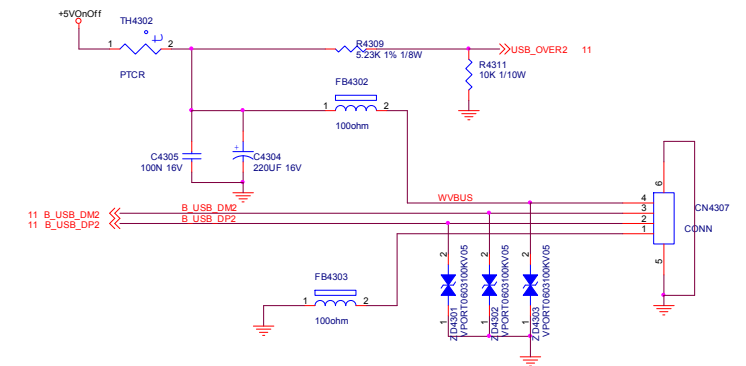 +5VOnOff
TH4302
1
2
PTCR
R4309
5.23K 1% 1/8W
USB_OVER2 11
R4311
10K 1/10W
FB4302
1
2
100ohm
C4305
100N 16V
+
C4304
220UF 16V
WVBUS
11 B_USB_DM2
B_USB_DM2
11 B_USB_DP2
B_USB_DP2
4
3
2
1
6
5
CN4307
CONN
FB4303
1
2
100ohm
2
1
ZD4301
VPORT0603100KV05
2
1
ZD4302
VPORT0603100KV05
2
1
ZD4303
VPORT0603100KV05